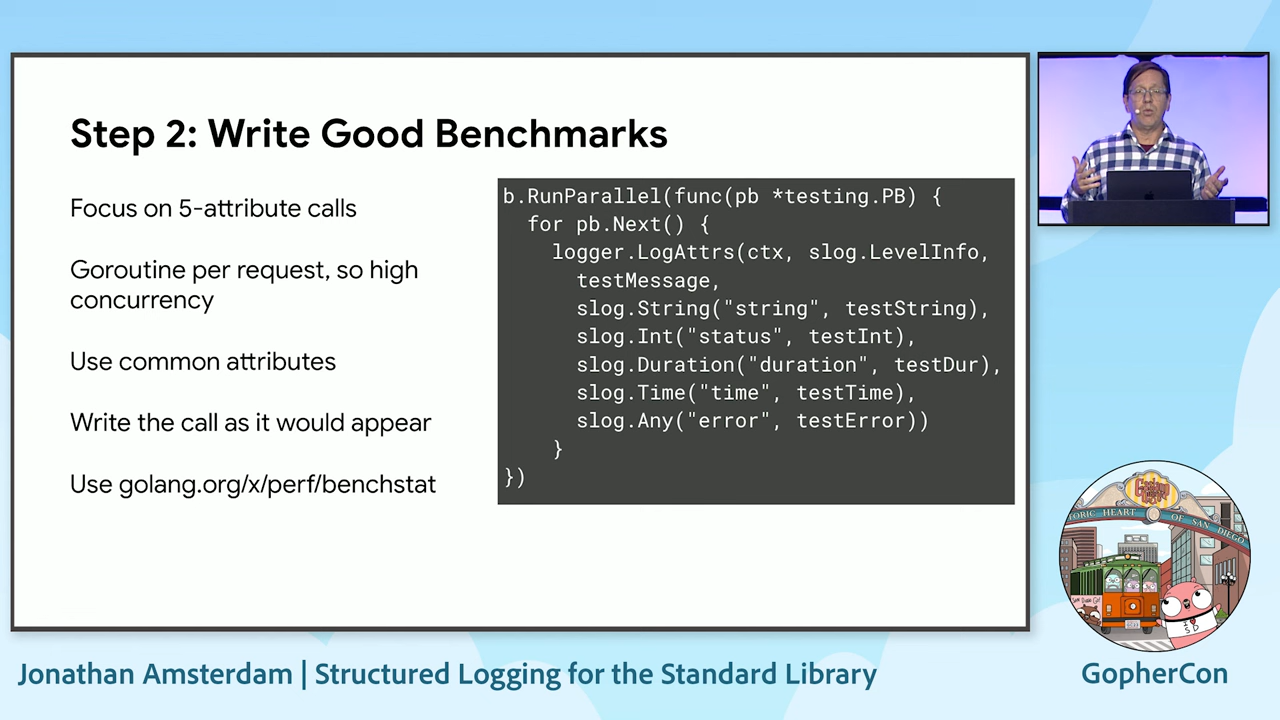 Step 2: Write Good Benchmarks
Focus on 5-attribute calls
Goroutine per request, so high
concurrency
Use common attributes
Write the call as it would appear
Use golang.org/x/perf/benchstat
b.RunParallel(func(pb *testing.PB) {
  for pb.Next() {
    logger.LogAttrs(ctx, slog.LevelInfo,
      testMessage,
      slog.String("string", testString),
      slog.Int("status", testInt),
      slog.Duration("duration", testDur),
      slog.Time("time", testTime),
      slog.Any("error", testError))
    }
})
HEART OF SAN DIEGO
Jonathan Amsterdam | Structured Logging for the Standard Library
GopherCon